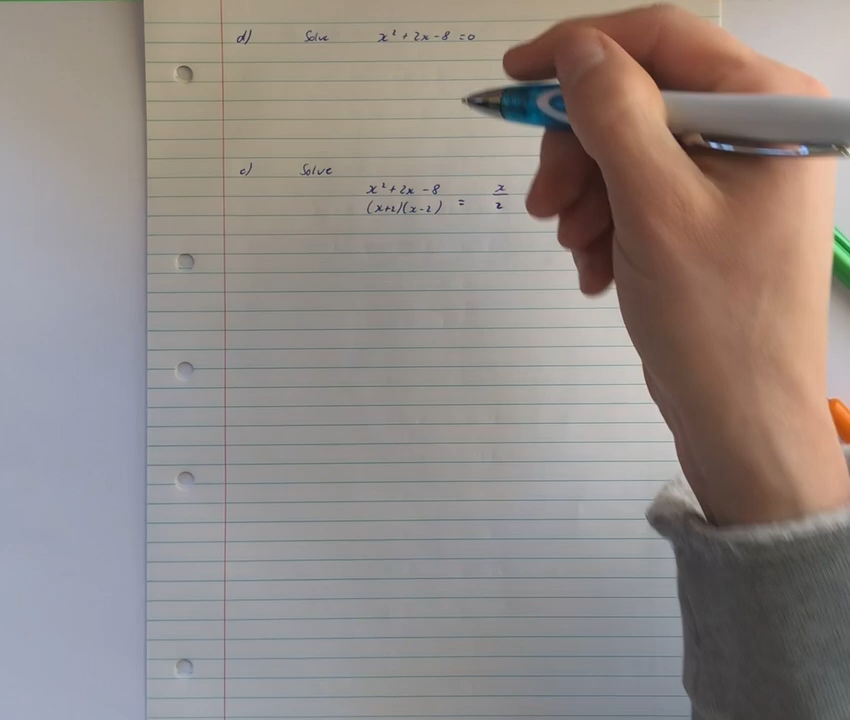 d) Solve x² + 2x - 8 = 0
c) Solve
x² + 2x - 8 / (x+2)(x-2) = x / 2